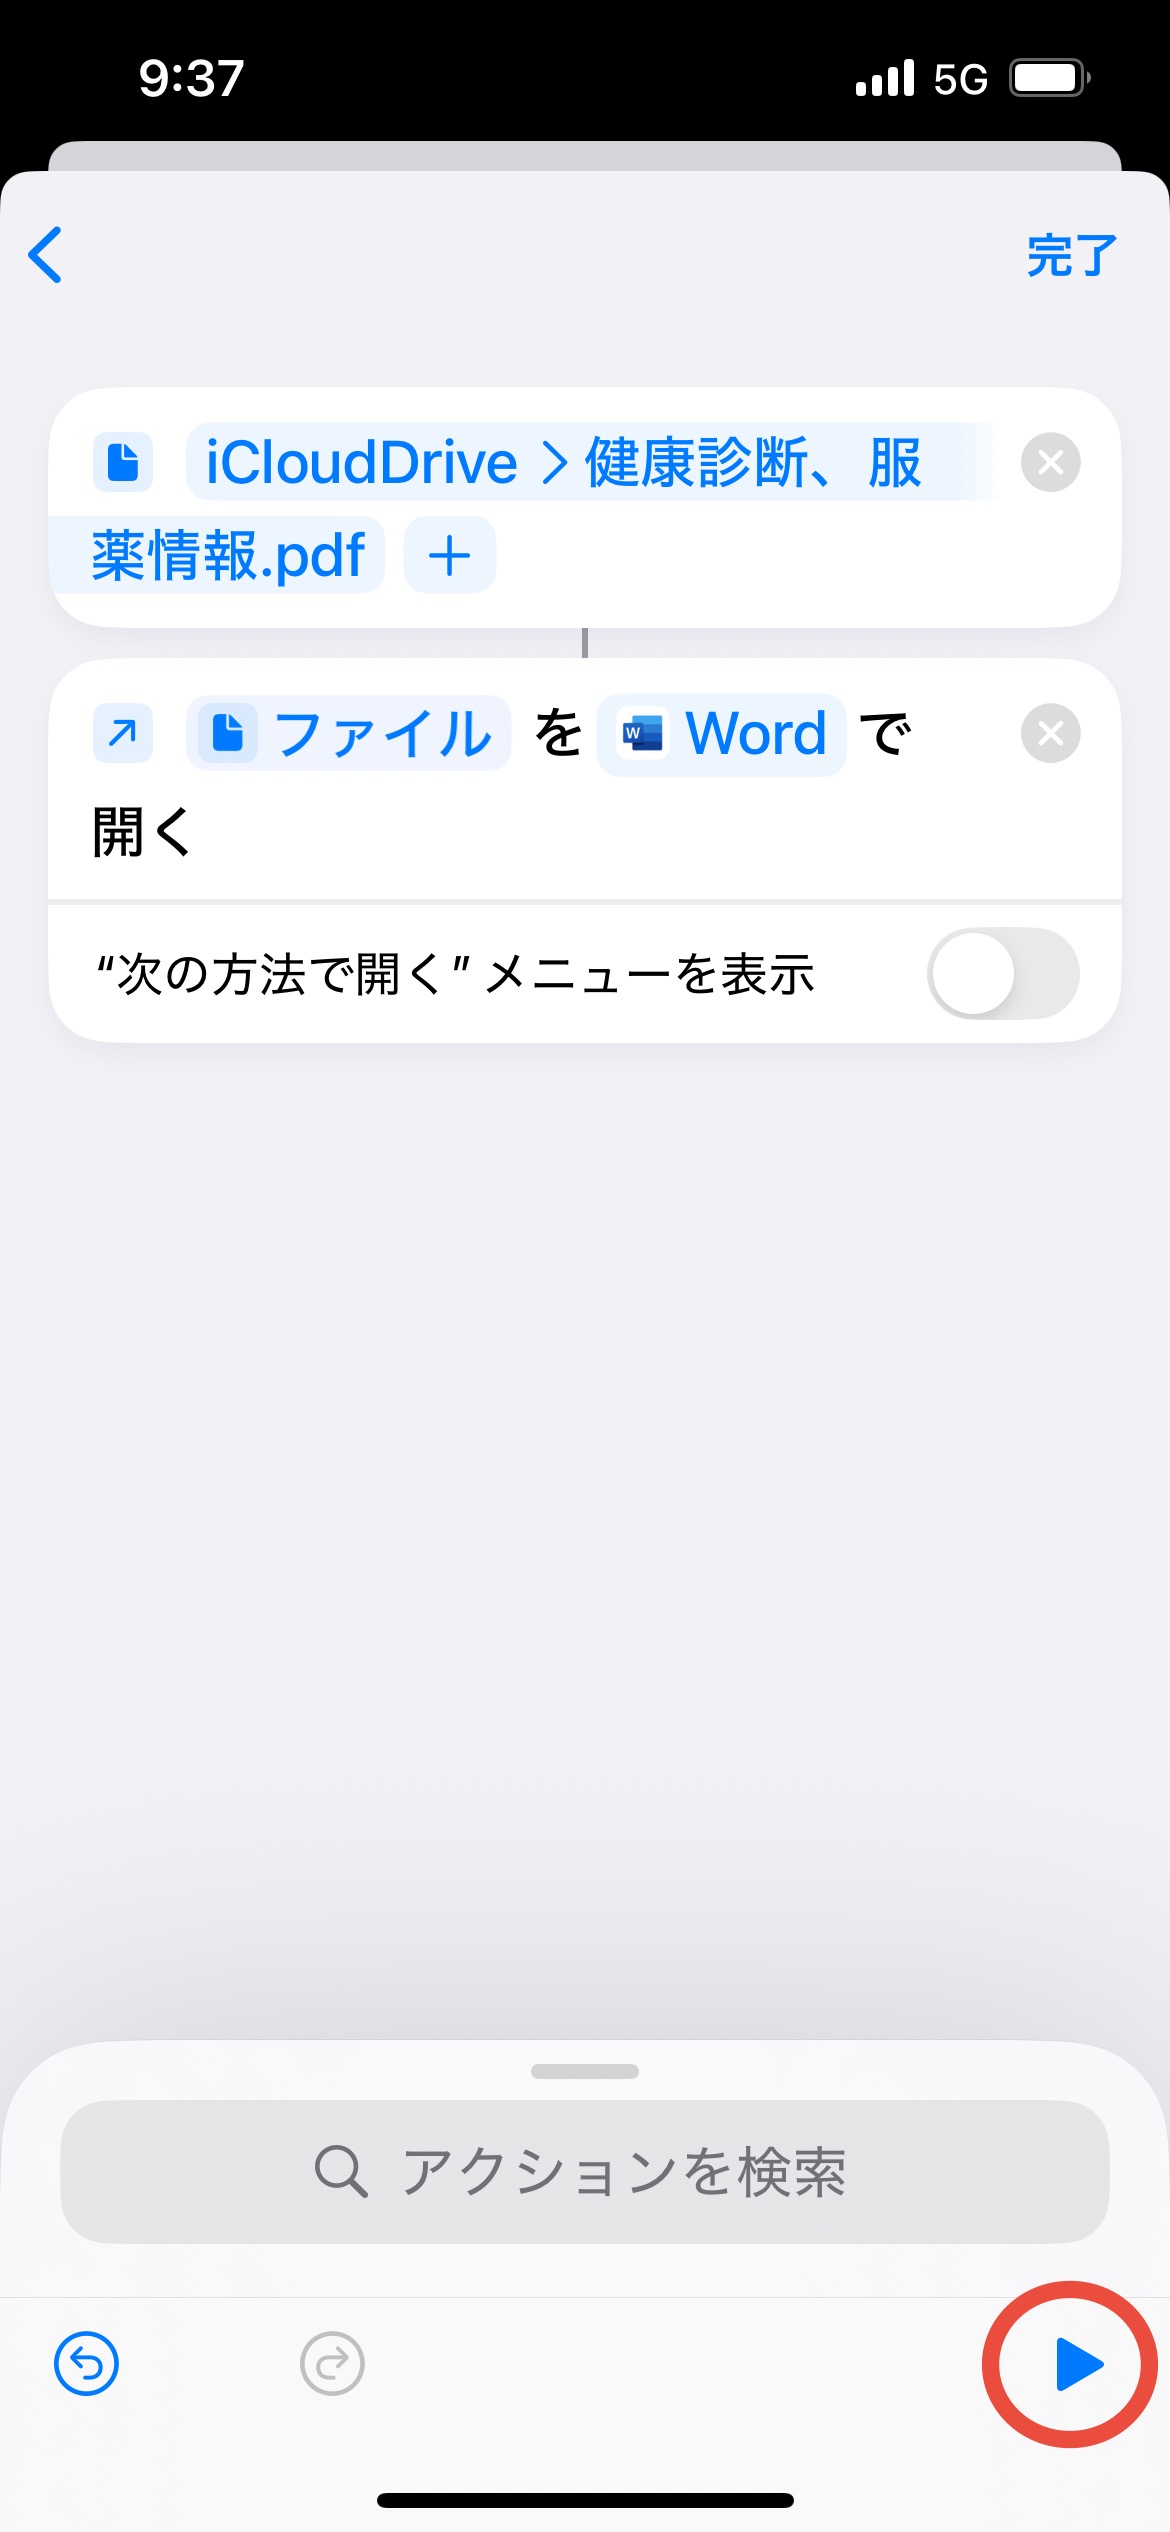 9:37 5G
完了
iCloudDrive > 健康診断、服
薬情報.pdf +
ファイル を W Word で
開く
“次の方法で開く” メニューを表示
アクションを検索